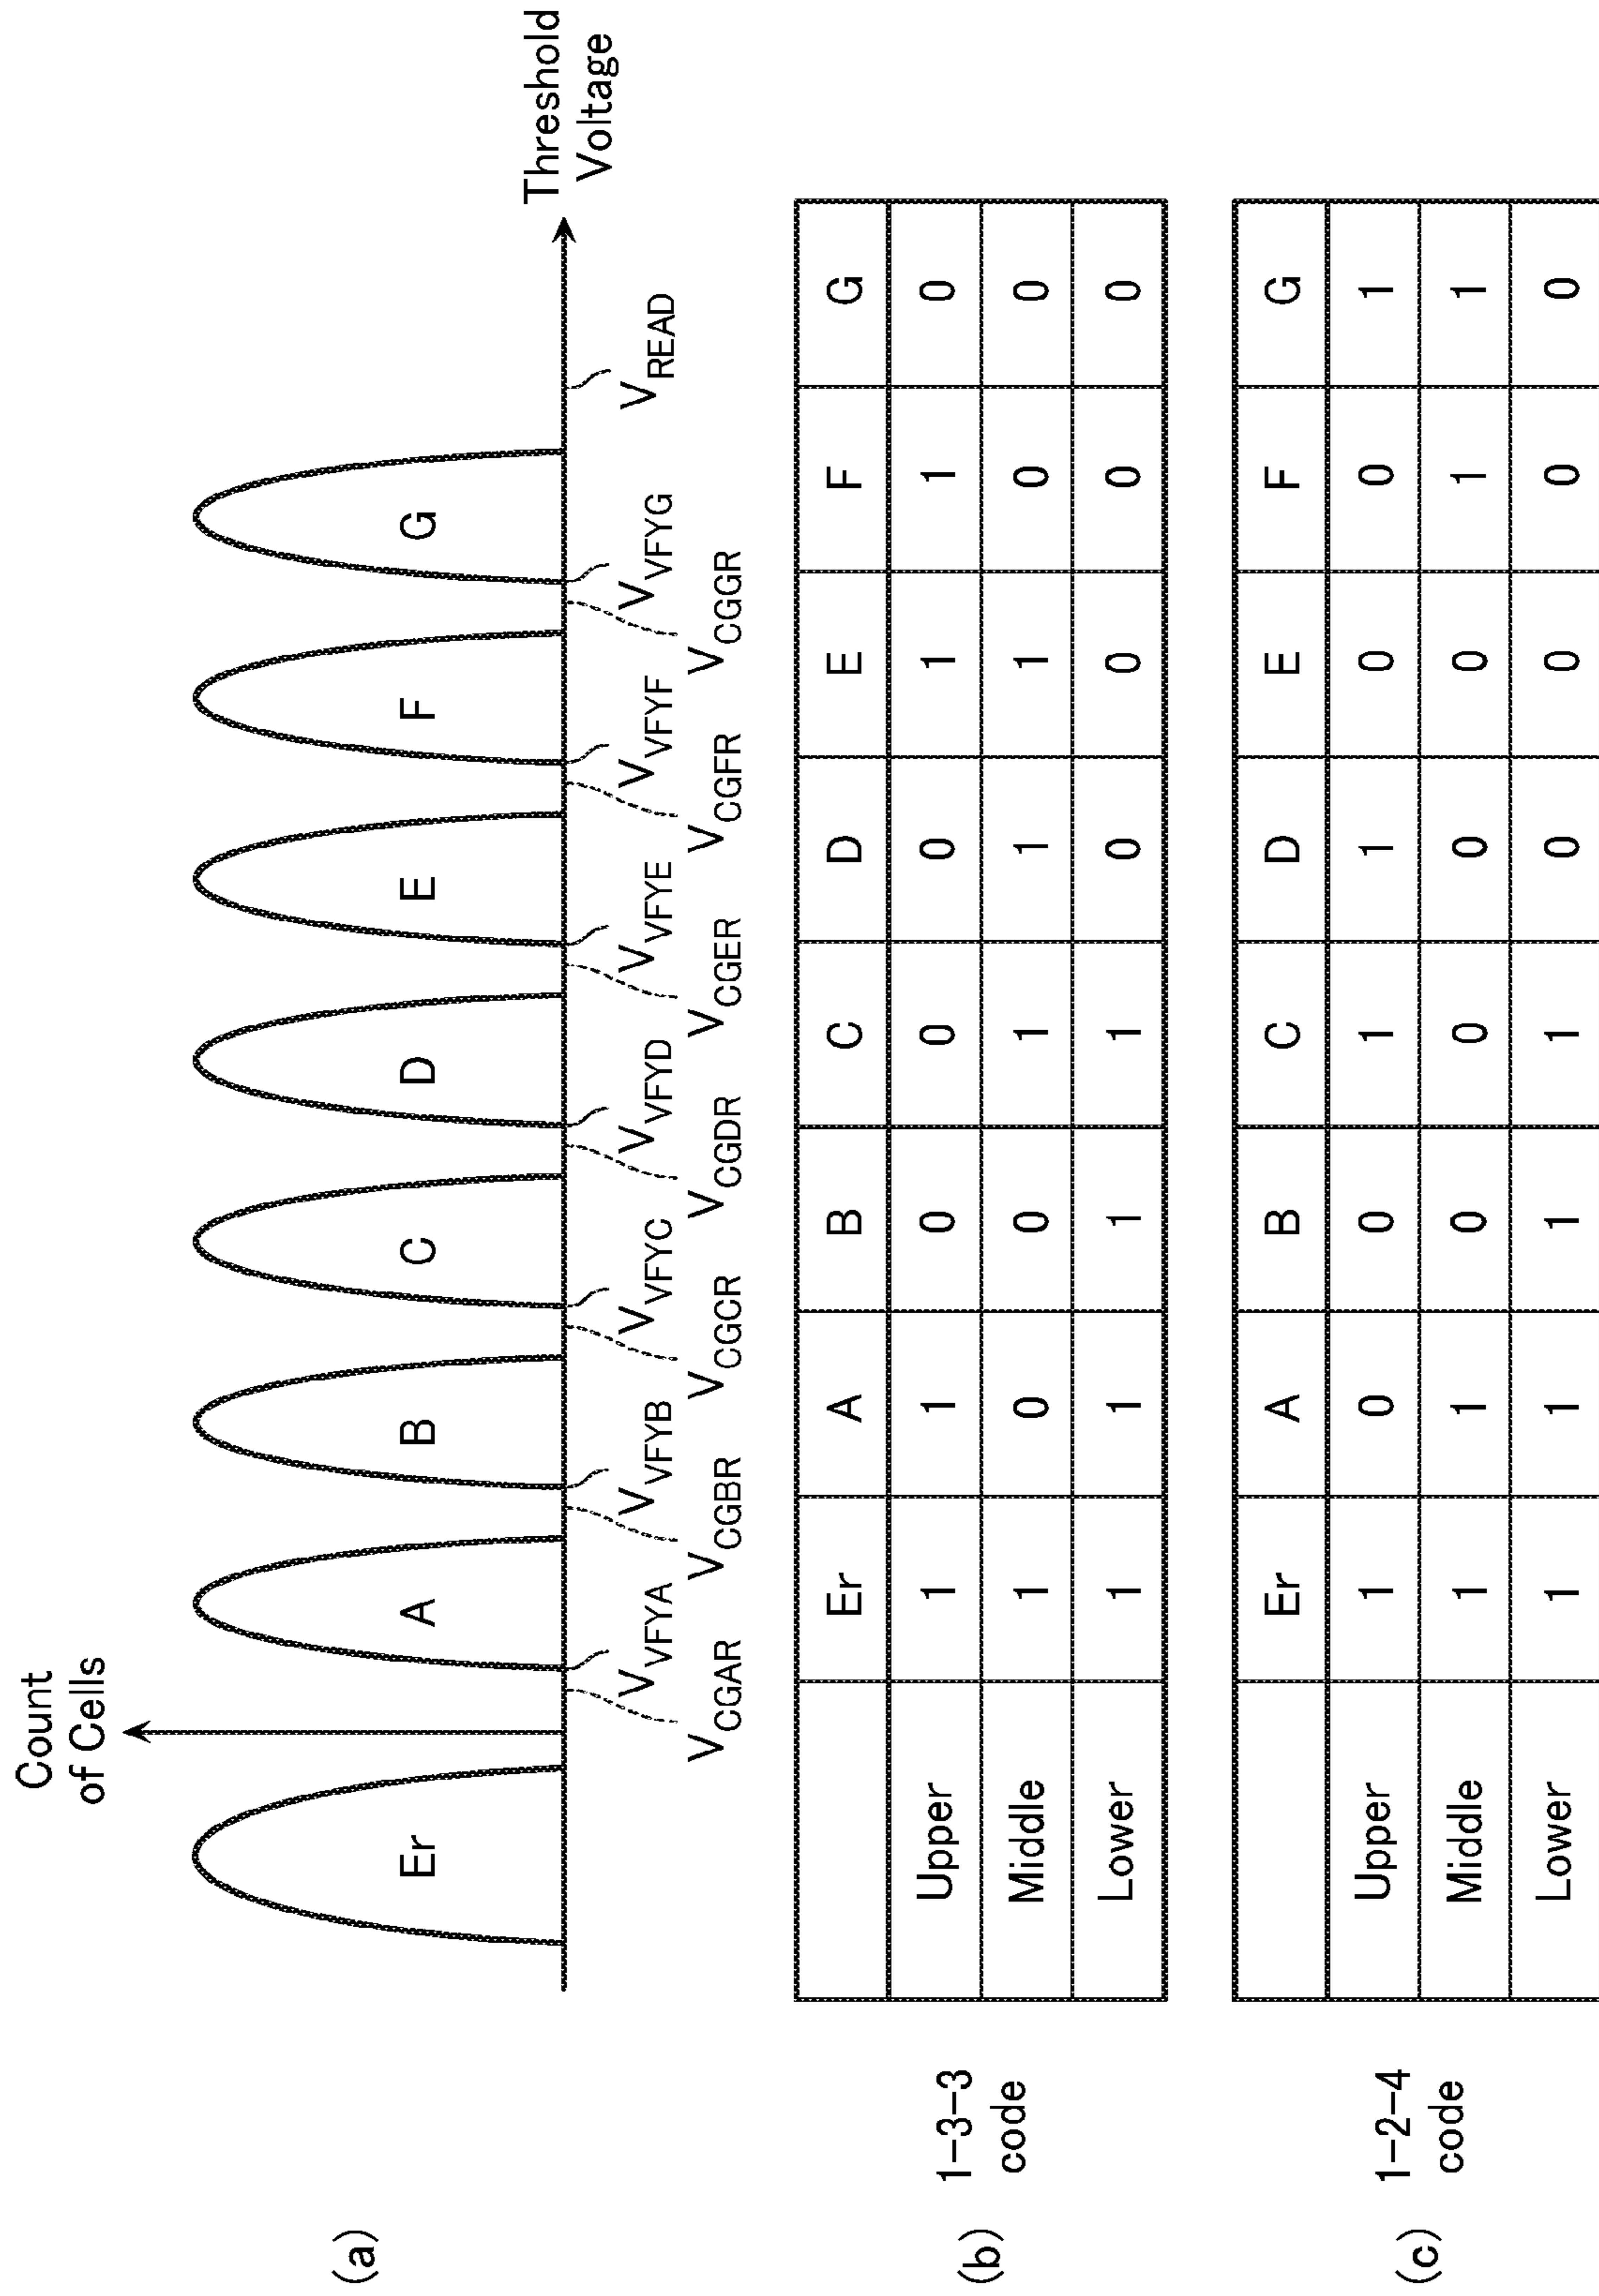 (a)
Count
of Cells
Er
A
B
C
D
E
F
G
Threshold
Voltage
VVFYA
VVFYB
VVFYC
VVFYD
VVFYE
VVFYF
VVFYG
VREAD
VCGAR
VCGBR
VCGCR
VCGDR
VCGER
VCGFR
VCGGR
(b)
1-3-3
code
Er A B C D E F G
Upper 1 1 0 0 0 1 1 0
Middle 1 0 0 1 1 1 0 0
Lower 1 1 1 1 0 0 0 0
(c)
1-2-4
code
Er A B C D E F G
Upper 1 0 0 1 1 0 0 1
Middle 1 1 0 0 0 0 1 1
Lower 1 1 1 1 0 0 0 0